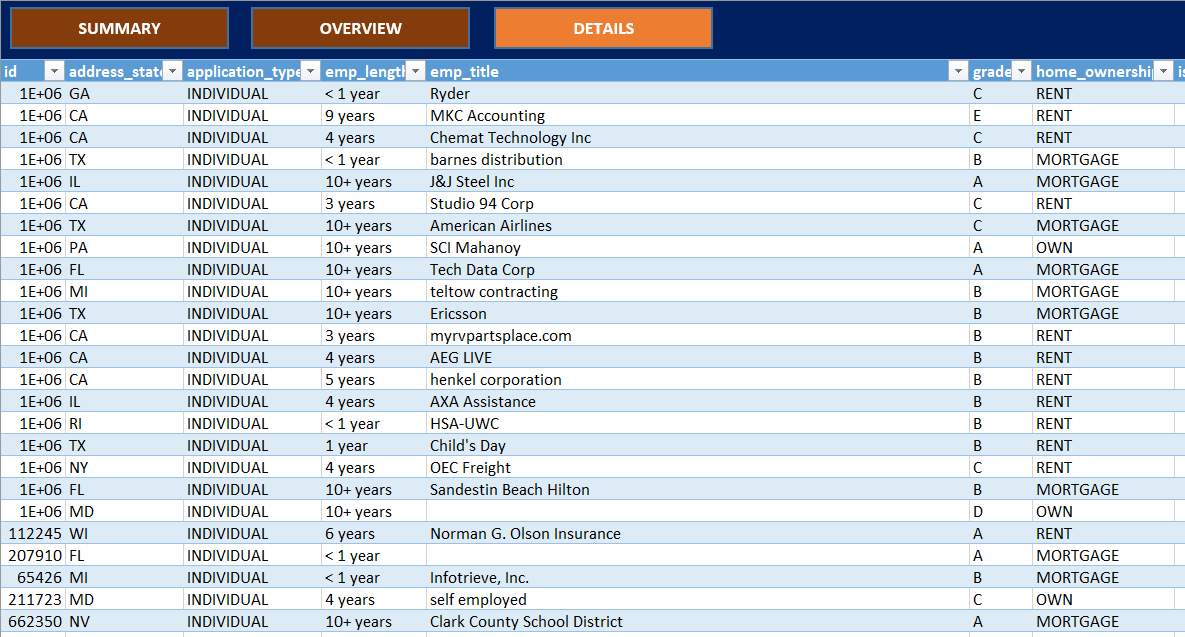 SUMMARY OVERVIEW DETAILS
id address_state application_type emp_length emp_title grade home_ownershi is
1E+06 GA INDIVIDUAL < 1 year Ryder C RENT
1E+06 CA INDIVIDUAL 9 years MKC Accounting E RENT
1E+06 CA INDIVIDUAL 4 years Chemat Technology Inc C RENT
1E+06 TX INDIVIDUAL < 1 year barnes distribution B MORTGAGE
1E+06 IL INDIVIDUAL 10+ years J&J Steel Inc A MORTGAGE
1E+06 CA INDIVIDUAL 3 years Studio 94 Corp C RENT
1E+06 TX INDIVIDUAL 10+ years American Airlines C MORTGAGE
1E+06 PA INDIVIDUAL 10+ years SCI Mahanoy A OWN
1E+06 FL INDIVIDUAL 10+ years Tech Data Corp A MORTGAGE
1E+06 MI INDIVIDUAL 10+ years teltow contracting B MORTGAGE
1E+06 TX INDIVIDUAL 10+ years Ericsson B MORTGAGE
1E+06 CA INDIVIDUAL 3 years myrvpartsplace.com B RENT
1E+06 CA INDIVIDUAL 4 years AEG LIVE B RENT
1E+06 CA INDIVIDUAL 5 years henkel corporation B RENT
1E+06 IL INDIVIDUAL 4 years AXA Assistance B RENT
1E+06 RI INDIVIDUAL < 1 year HSA-UWC B RENT
1E+06 TX INDIVIDUAL 1 year Child's Day B RENT
1E+06 NY INDIVIDUAL 4 years OEC Freight C RENT
1E+06 FL INDIVIDUAL 10+ years Sandestin Beach Hilton B MORTGAGE
1E+06 MD INDIVIDUAL 10+ years D OWN
112245 WI INDIVIDUAL 6 years Norman G. Olson Insurance A RENT
207910 FL INDIVIDUAL < 1 year A MORTGAGE
65426 MI INDIVIDUAL < 1 year Infotrieve, Inc. B MORTGAGE
211723 MD INDIVIDUAL 4 years self employed C OWN
662350 NV INDIVIDUAL 10+ years Clark County School District A MORTGAGE